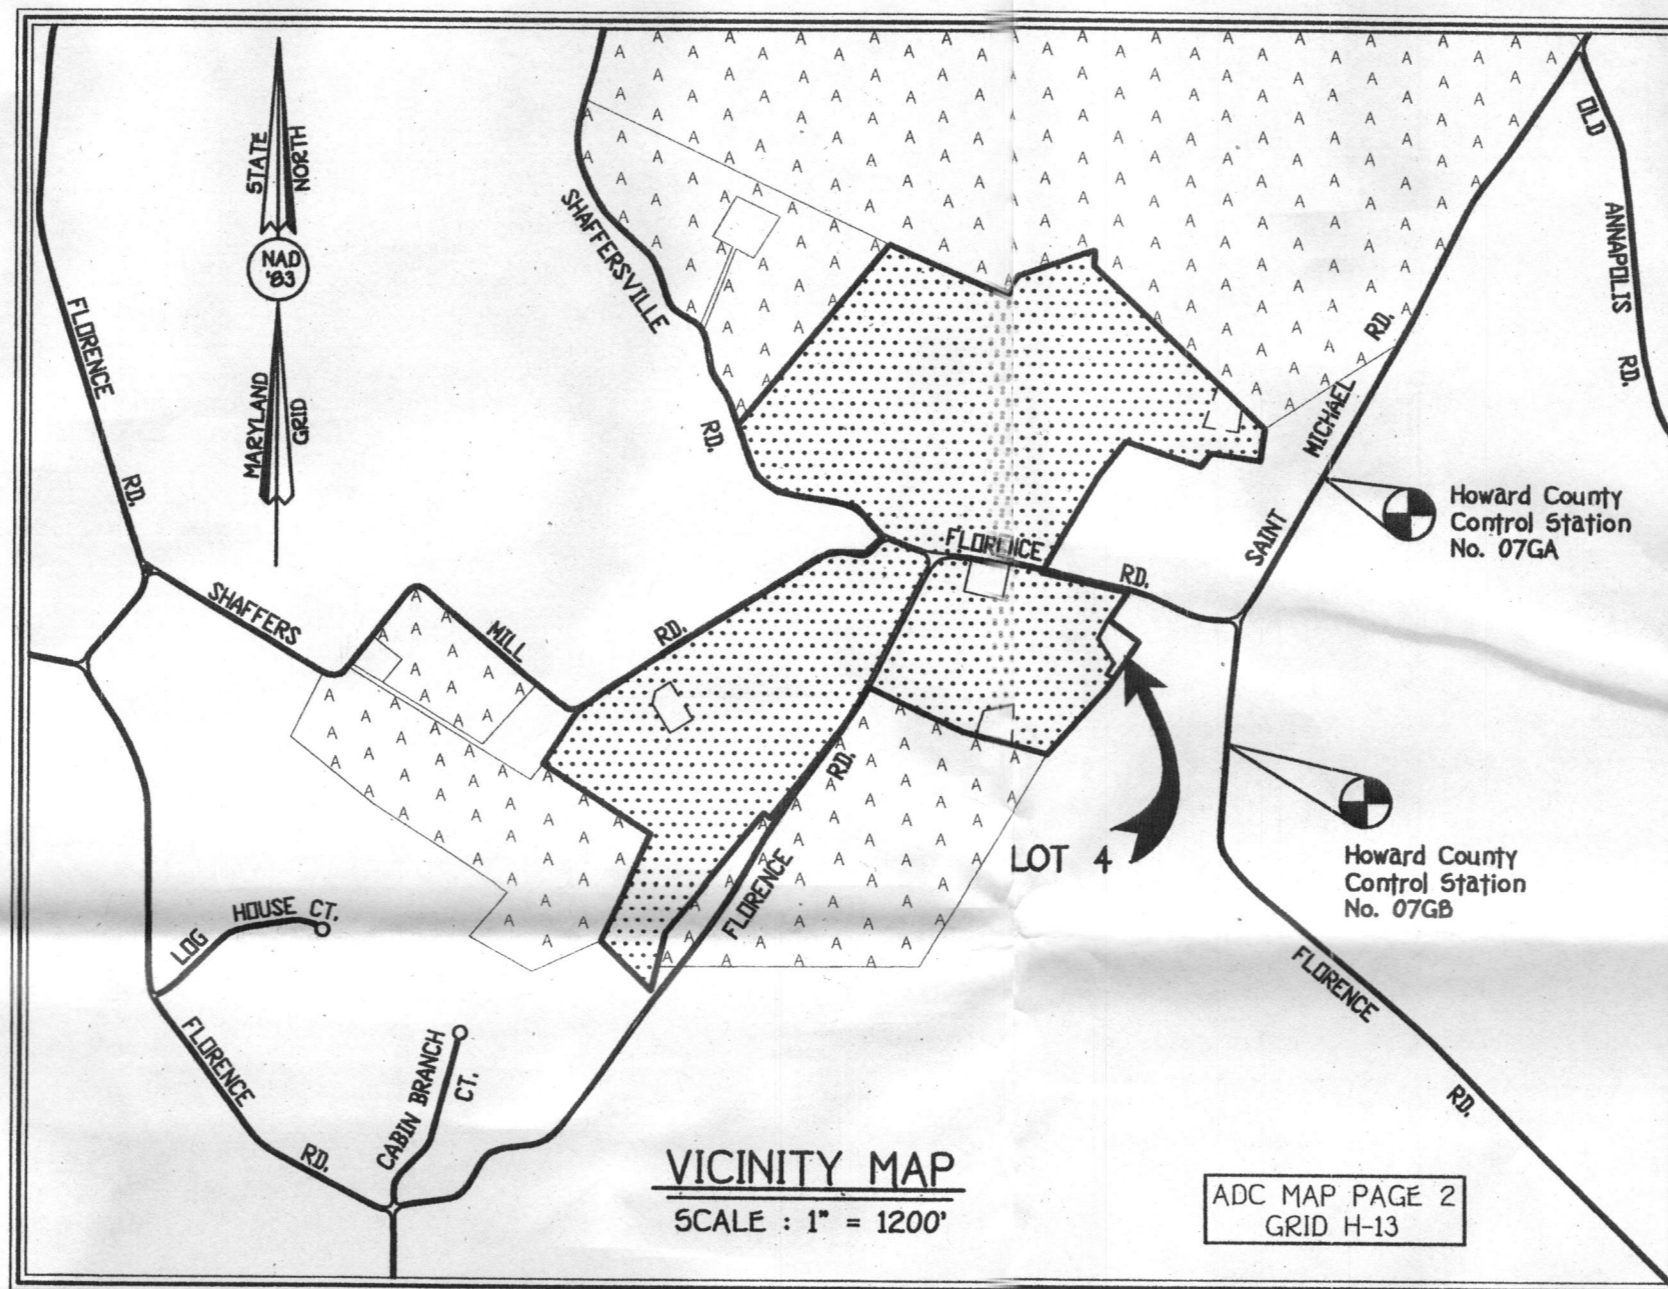 STATE
NORTH
NAD
'83
MARYLAND
GRID
FLORENCE
RD.
SHAFFERSVILLE
RD.
OLD
ANNAPOLIS
RD.
SAINT
MICHAEL
RD.
Howard County
Control Station
No. 07GA
FLORENCE
RD.
SHAFFERS
MILL
RD.
FLORENCE
RD.
LOT 4
Howard County
Control Station
No. 07GB
LOG
HOUSE CT.
FLORENCE
RD.
CABIN BRANCH
CT.
FLORENCE
RD.
VICINITY MAP
SCALE : 1" = 1200'
ADC MAP PAGE 2
GRID H-13